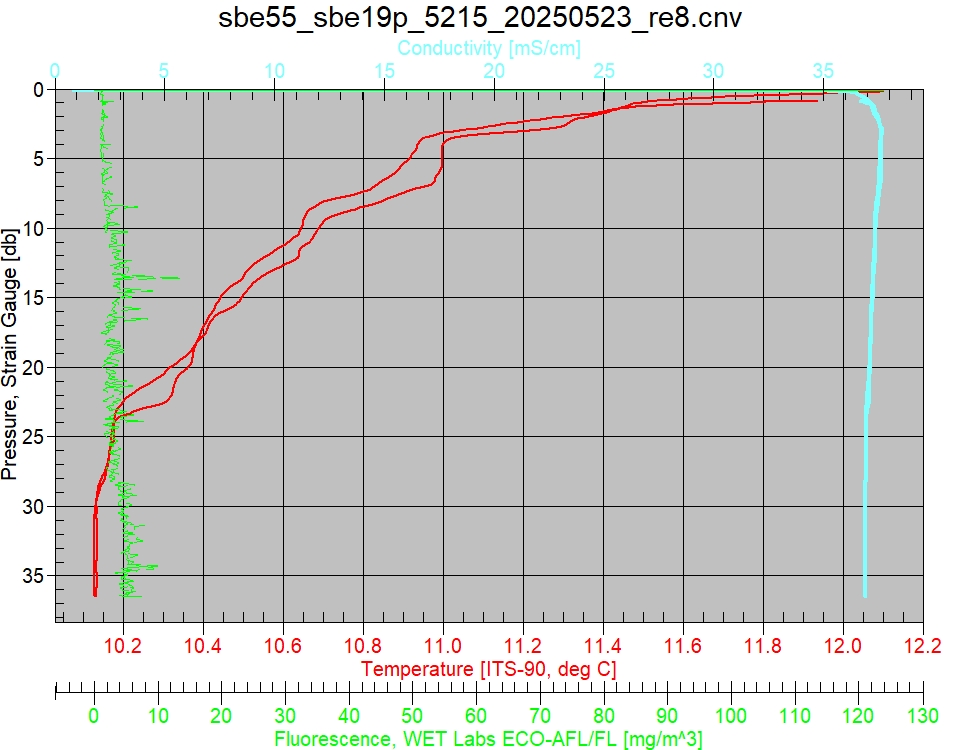 sbe55_sbe19p_5215_20250523_re8.cnv
Conductivity [mS/cm]
0 5 10 15 20 25 30 35
Pressure, Strain Gauge [db]
0
5
10
15
20
25
30
35
10.2 10.4 10.6 10.8 11.0 11.2 11.4 11.6 11.8 12.0 12.2
Temperature [ITS-90, deg C]
0 10 20 30 40 50 60 70 80 90 100 110 120 130
Fluorescence, WET Labs ECO-AFL/FL [mg/m^3]